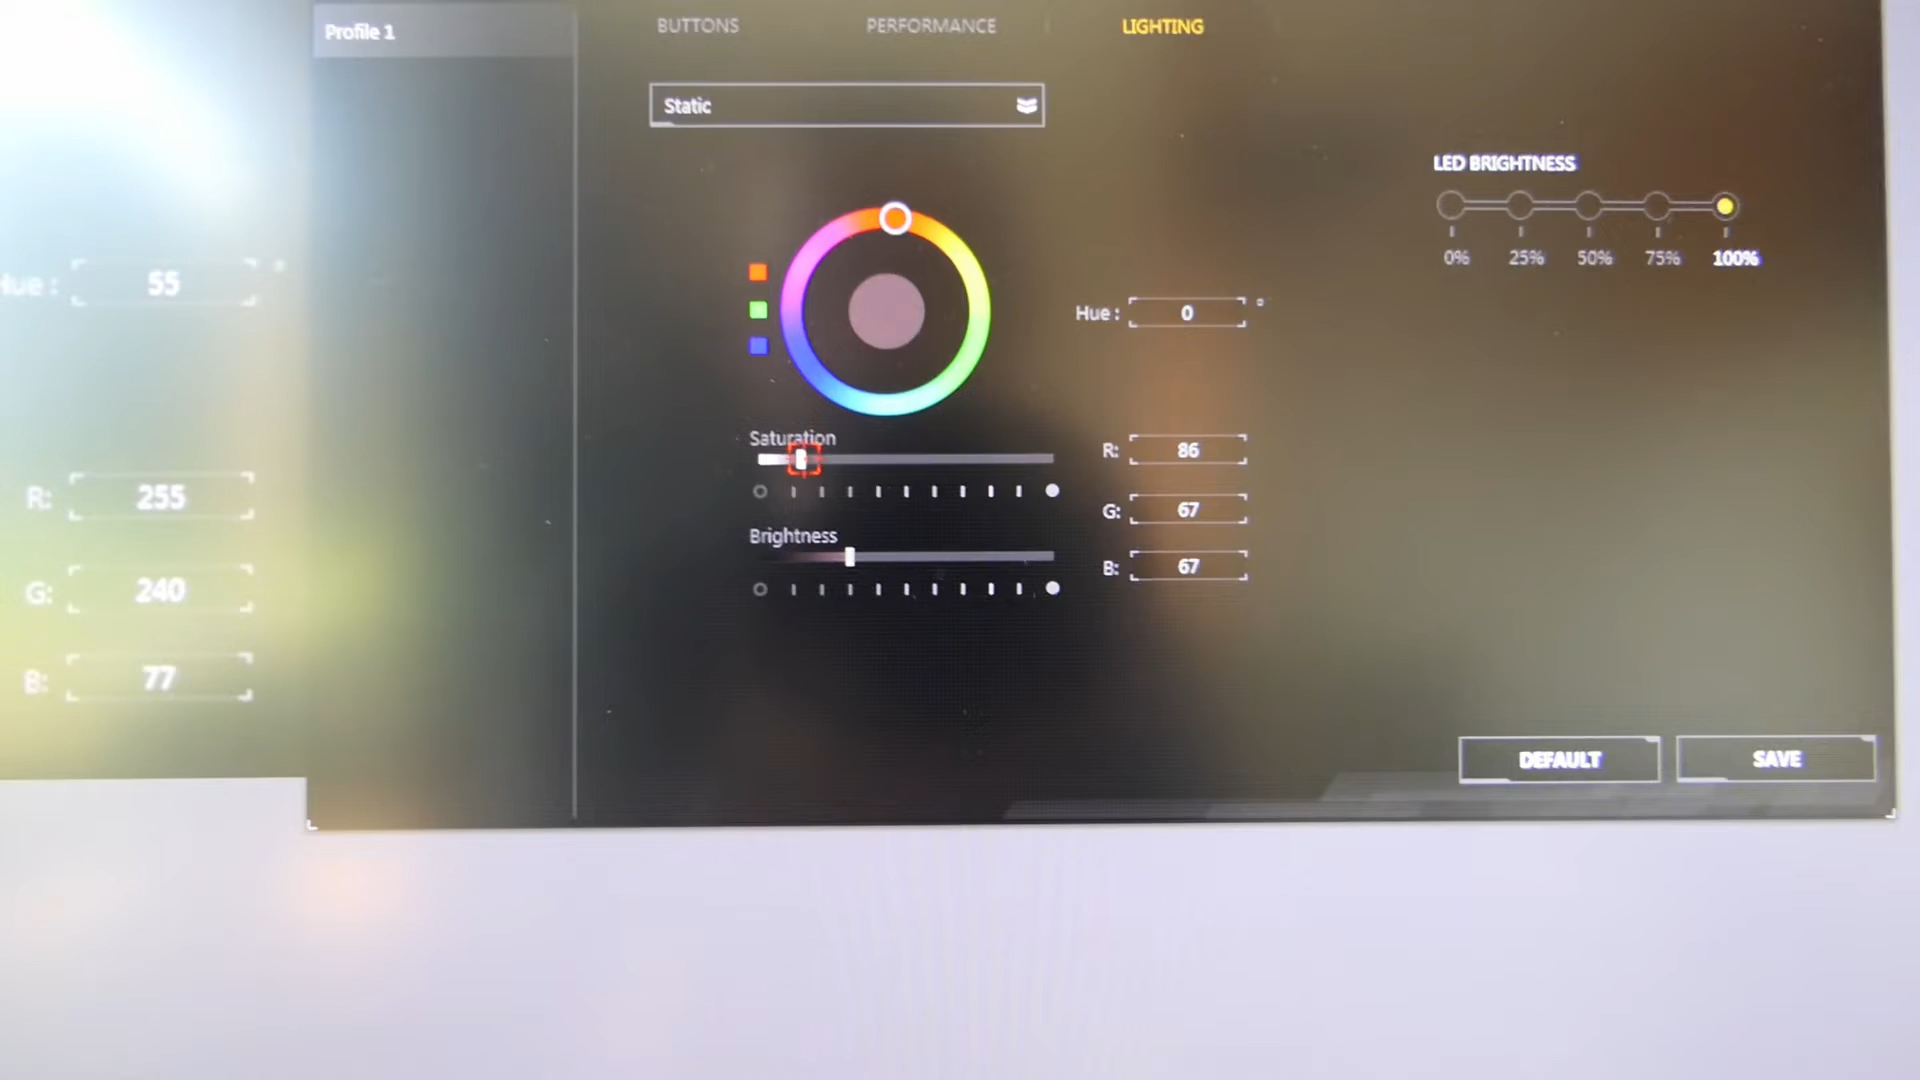 Profile 1
BUTTONS
PERFORMANCE
LIGHTING
Static
LED BRIGHTNESS
0%
25%
50%
75%
100%
Hue :
55
°
Hue :
0
°
Saturation
R:
86
R:
255
G:
67
Brightness
B:
67
G:
240
B:
77
DEFAULT
SAVE